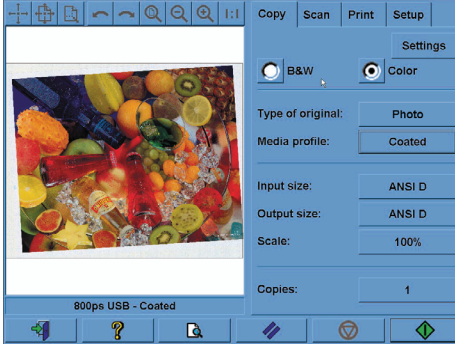 1:1
Copy Scan Print Setup
Settings
B&W Color
Type of original: Photo
Media profile: Coated
Input size: ANSI D
Output size: ANSI D
Scale: 100%
Copies: 1
800ps USB - Coated